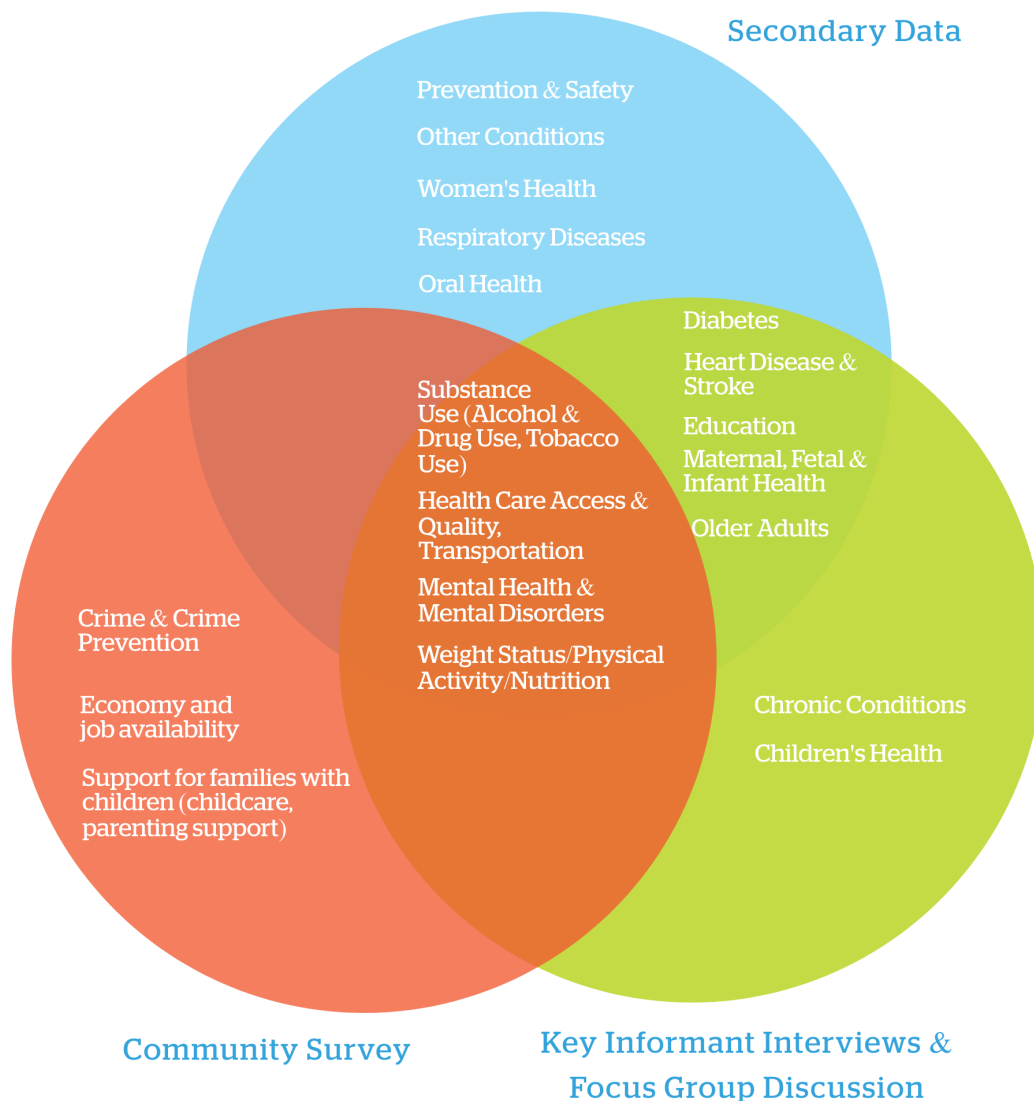 Secondary Data
Prevention & Safety
Other Conditions
Women's Health
Respiratory Diseases
Oral Health
Diabetes
Heart Disease &
Stroke
Education
Maternal, Fetal &
Infant Health
Older Adults
Substance
Use (Alcohol &
Drug Use, Tobacco
Use)
Health Care Access &
Quality,
Transportation
Mental Health &
Mental Disorders
Weight Status/Physical
Activity/Nutrition
Crime & Crime
Prevention
Economy and
job availability
Support for families with
children (childcare,
parenting support)
Chronic Conditions
Children's Health
Community Survey
Key Informant Interviews &
Focus Group Discussion